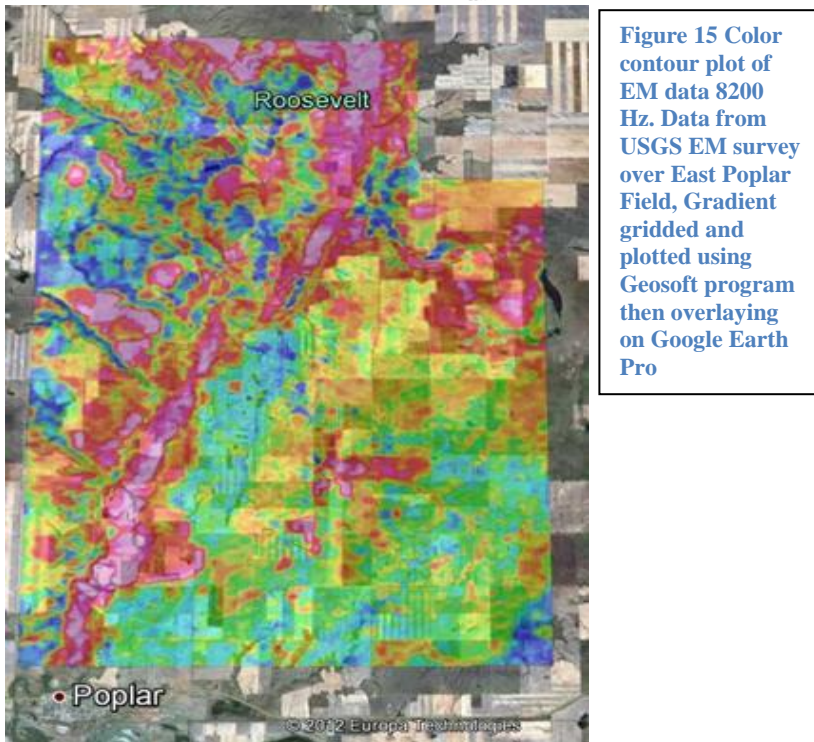 Roosevelt
Poplar
© 2012 Europa Technologies
Figure 15 Color
contour plot of
EM data 8200
Hz. Data from
USGS EM survey
over East Poplar
Field, Gradient
gridded and
plotted using
Geosoft program
then overlaying
on Google Earth
Pro